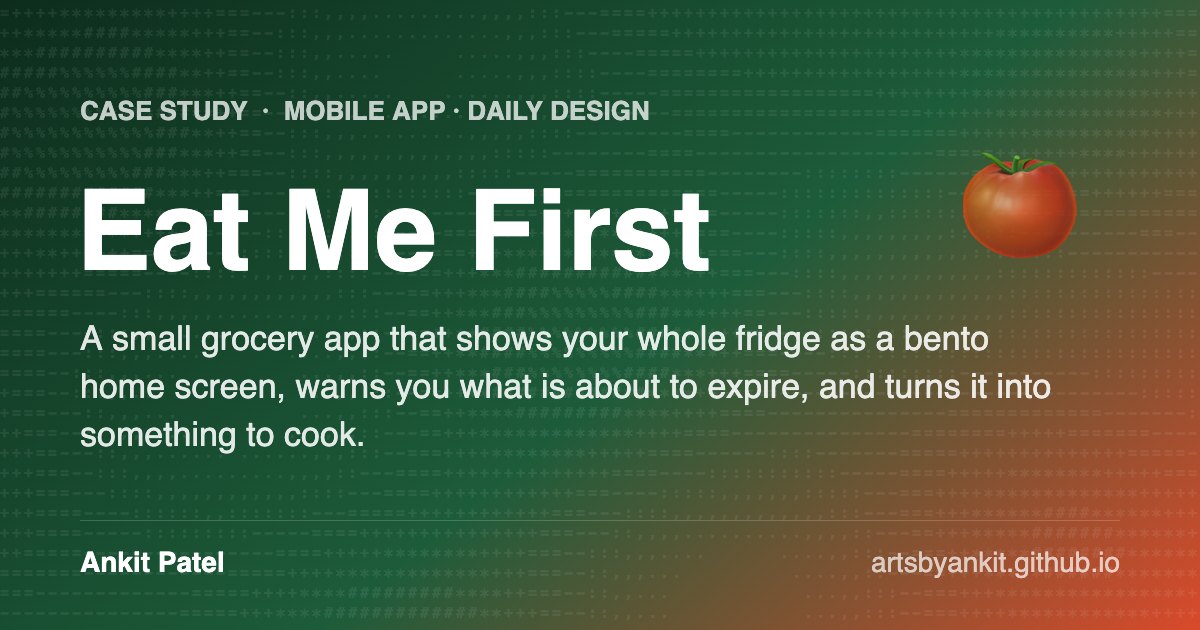 CASE STUDY · MOBILE APP · DAILY DESIGN
Eat Me First
A small grocery app that shows your whole fridge as a bento
home screen, warns you what is about to expire, and turns it into
something to cook.
Ankit Patel
artsbyankit.github.io